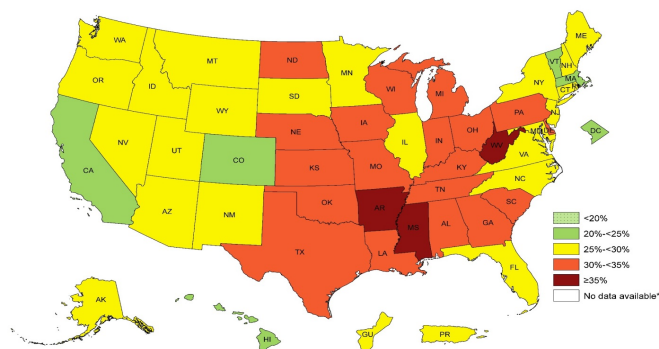 WA
MT
ND
MN
ME
VT
NH
OR
ID
SD
WI
MI
NY
MA
CT
WY
IA
PA
NJ
NE
IL
IN
OH
MD
DE
DC
NV
UT
CO
KS
MO
WV
VA
KY
CA
NC
TN
AZ
NM
OK
AR
SC
MS
AL
GA
TX
LA
FL
<20%
20%-<25%
25%-<30%
30%-<35%
≥35%
No data available*
AK
HI
GU
PR